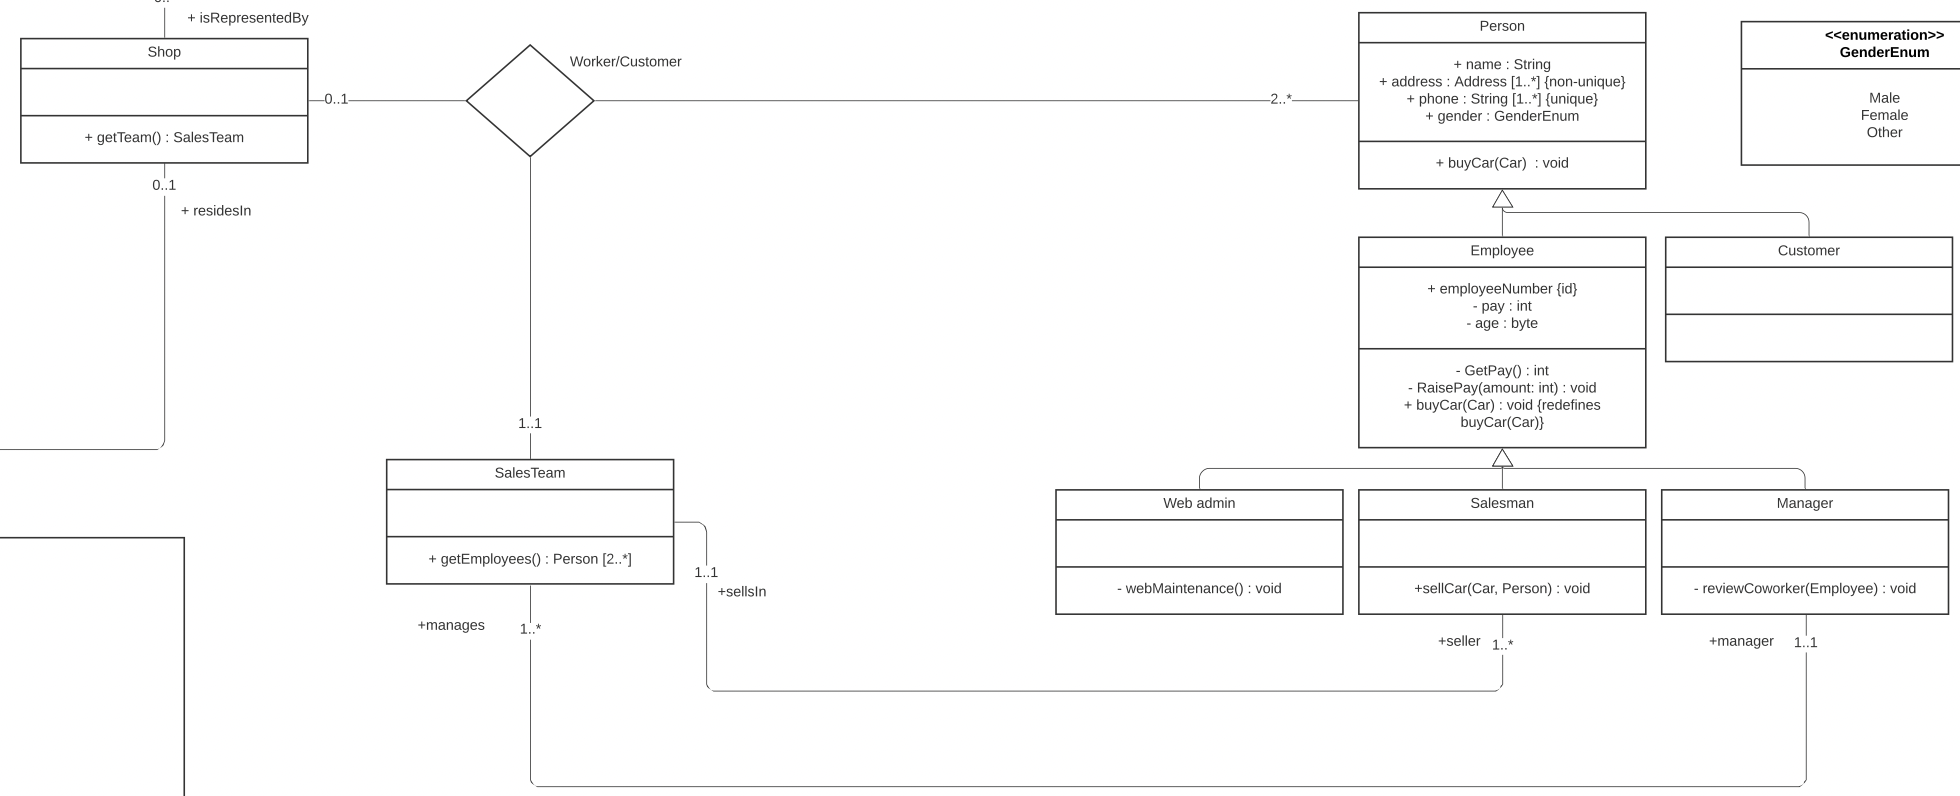 + isRepresentedBy
Shop
+ getTeam() : SalesTeam
0..1
0..1
+ residesIn
Worker/Customer
2..*
1..1
Person
+ name : String
+ address : Address [1..*] {non-unique}
+ phone : String [1..*] {unique}
+ gender : GenderEnum
+ buyCar(Car)  : void
<<enumeration>>
GenderEnum
Male
Female
Other
Employee
+ employeeNumber {id}
- pay : int
- age : byte
- GetPay() : int
- RaisePay(amount: int) : void
+ buyCar(Car) : void {redefines
buyCar(Car)}
Customer
SalesTeam
+ getEmployees() : Person [2..*]
1..1
+sellsIn
+manages
1..*
Web admin
- webMaintenance() : void
Salesman
+sellCar(Car, Person) : void
+seller
1..*
Manager
- reviewCoworker(Employee) : void
+manager
1..1